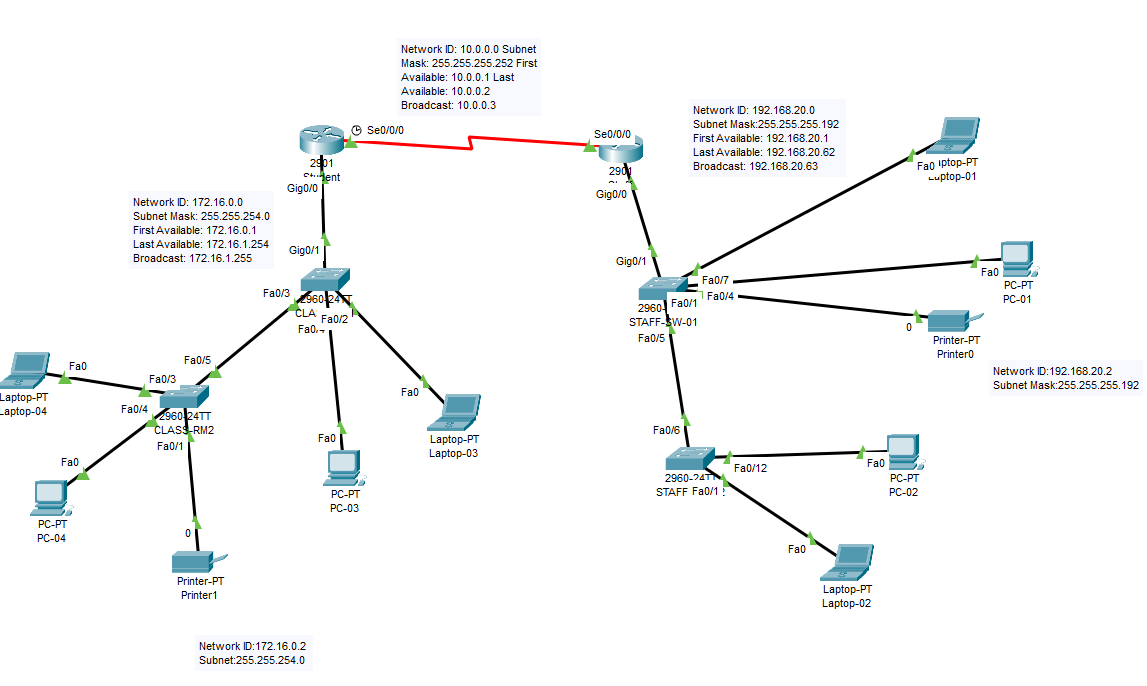 Network ID: 10.0.0.0 Subnet
Mask: 255.255.255.252 First
Available: 10.0.0.1 Last
Available: 10.0.0.2
Broadcast: 10.0.0.3
Network ID: 192.168.20.0
Subnet Mask:255.255.255.192
First Available: 192.168.20.1
Last Available: 192.168.20.62
Broadcast: 192.168.20.63
Se0/0/0
Se0/0/0
2901
2901
Gig0/0
Gig0/0
Fa0
Laptop-01
Network ID: 172.16.0.0
Subnet Mask: 255.255.254.0
First Available: 172.16.0.1
Last Available: 172.16.1.254
Broadcast: 172.16.1.255
Gig0/1
Gig0/1
Fa0
PC-PT
PC-01
Fa0/7
Fa0/4
Fa0/1
STAFF-SW-01
Fa0/5
0
Printer-PT
Printer0
Network ID:192.168.20.2
Subnet Mask:255.255.255.192
Fa0/3
2960-24TT
Fa0/2
Fa0/5
Fa0
Laptop-PT
Laptop-04
Fa0/3
Fa0/4
2960-24TT
CLASS-RM2
Fa0/1
Fa0
Laptop-PT
Laptop-03
Fa0
PC-PT
PC-03
Fa0
PC-PT
PC-04
0
Printer-PT
Printer1
Fa0/6
2960-24TT
STAFF
Fa0/12
Fa0
PC-PT
PC-02
Fa0
Laptop-PT
Laptop-02
Network ID:172.16.0.2
Subnet:255.255.254.0